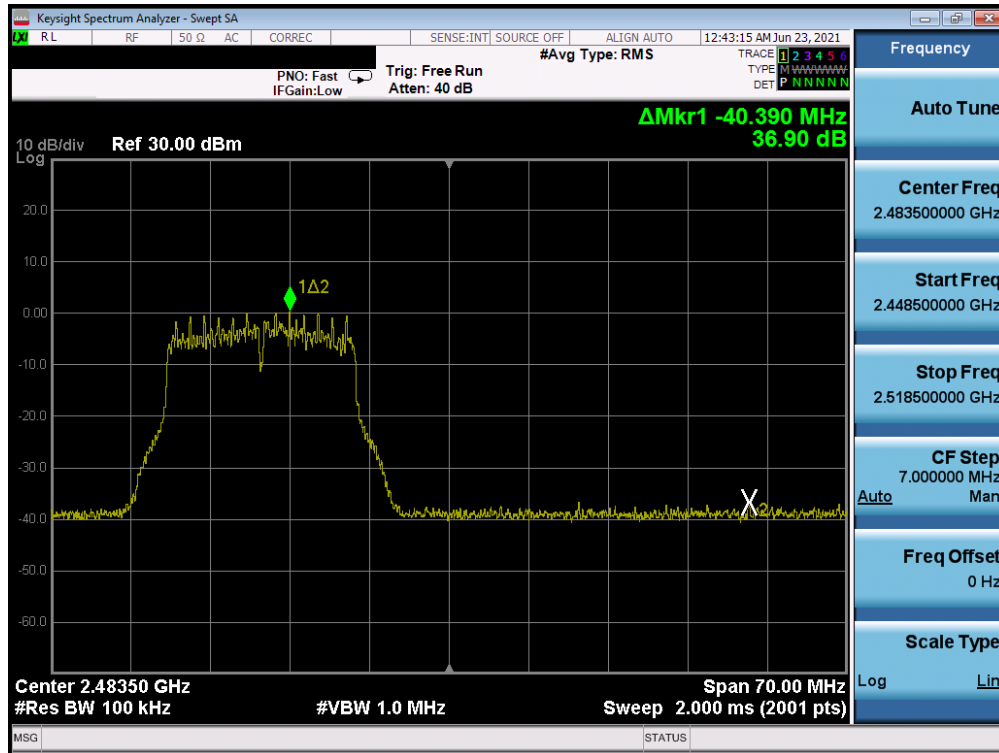 Keysight Spectrum Analyzer - Swept SA
LXI RL RF 50 Ω AC CORREC SENSE:INT SOURCE OFF ALIGN AUTO 12:43:15 AM Jun 23, 2021
#Avg Type: RMS
TRACE 1 2 3 4 5 6
PNO: Fast Trig: Free Run TYPE M WWWWW
IFGain:Low Atten: 40 dB DET P N N N N N
ΔMkr1 -40.390 MHz
36.90 dB
10 dB/div Ref 30.00 dBm
Log
20.0
10.0
1Δ2
0.00
-10.0
-20.0
-30.0
X2
-40.0
-50.0
-60.0
Center 2.48350 GHz Span 70.00 MHz
#Res BW 100 kHz #VBW 1.0 MHz Sweep 2.000 ms (2001 pts)
MSG STATUS
Frequency
Auto Tune
Center Freq
2.483500000 GHz
Start Freq
2.448500000 GHz
Stop Freq
2.518500000 GHz
CF Step
7.000000 MHz
Auto Man
Freq Offset
0 Hz
Scale Type
Log Lin